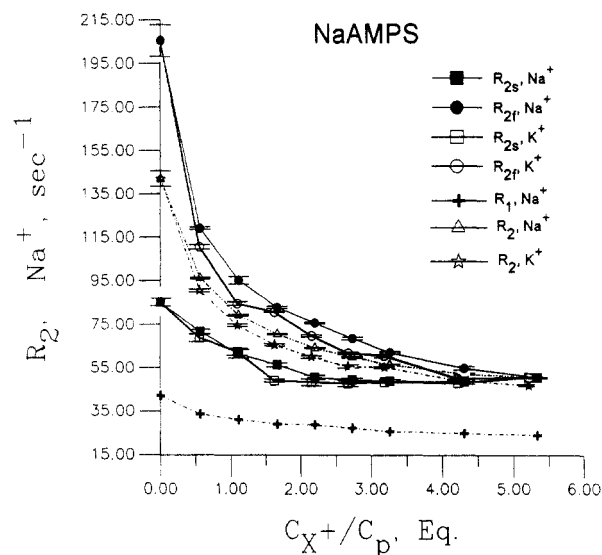 NaAMPS
215.00
195.00
175.00
155.00
135.00
115.00
95.00
75.00
55.00
35.00
15.00
R₂, Na⁺, sec⁻¹
R₂ₛ, Na⁺
R₂f, Na⁺
R₂ₛ, K⁺
R₂f, K⁺
R₁, Na⁺
R₂, Na⁺
R₂, K⁺
0.00 1.00 2.00 3.00 4.00 5.00 6.00
C_X+/C_p, Eq.